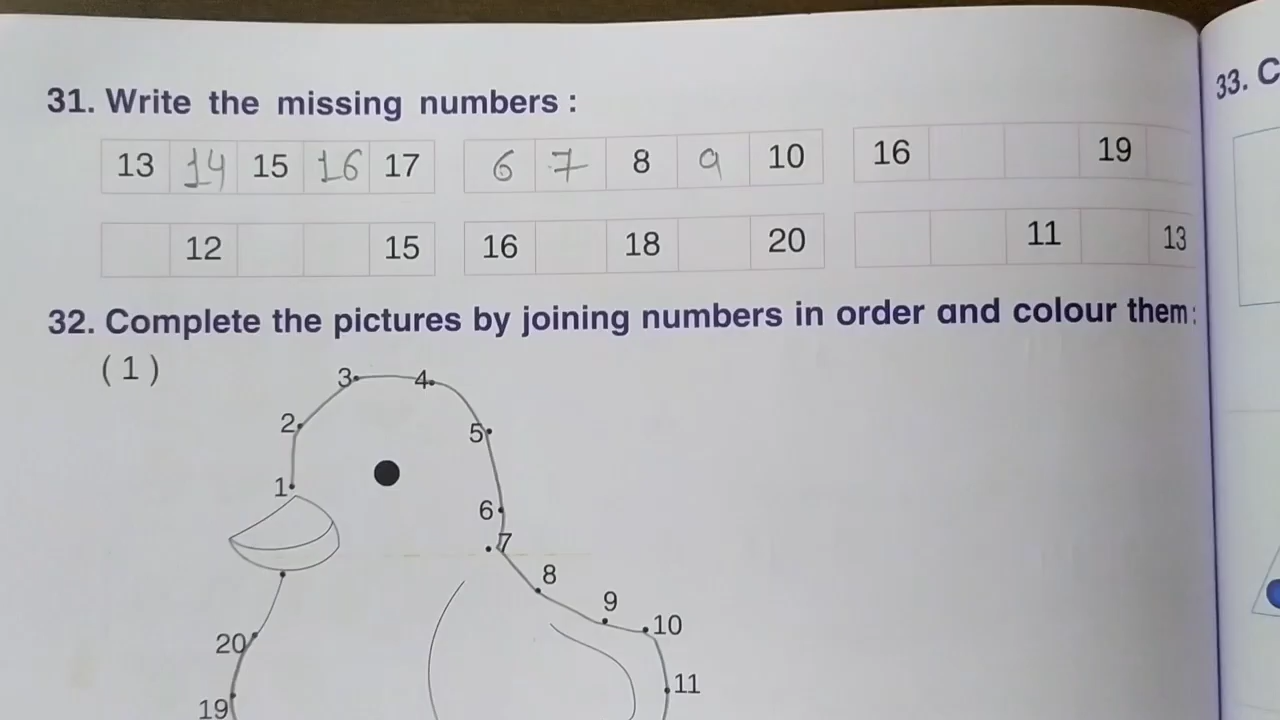 31. Write the missing numbers :
13 14 15 16 17 6 7 8 9 10 16 19
12 15 16 18 20 11 13
32. Complete the pictures by joining numbers in order and colour them:
(1)
3 4
2
5
1
6
7
8
9
10
20
11
19
33. C